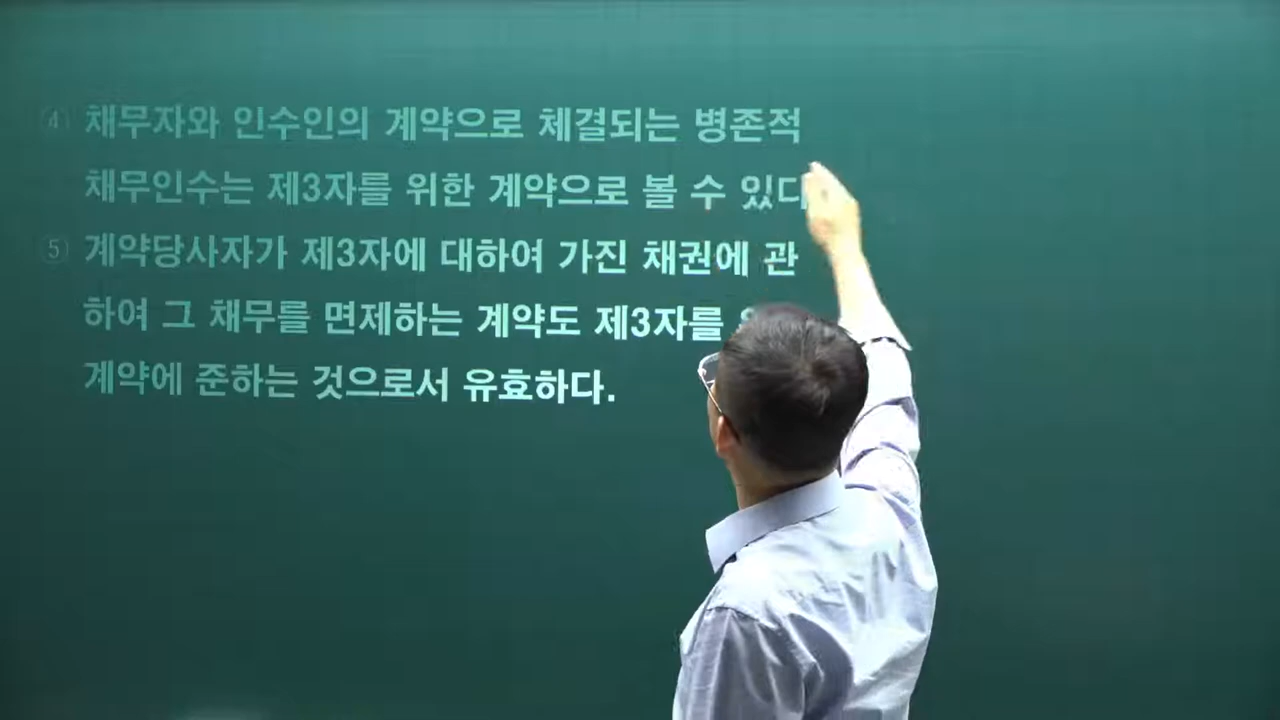 ④ 채무자와 인수인의 계약으로 체결되는 병존적
채무인수는 제3자를 위한 계약으로 볼 수 있다
⑤ 계약당사자가 제3자에 대하여 가진 채권에 관
하여 그 채무를 면제하는 계약도 제3자를
계약에 준하는 것으로서 유효하다.